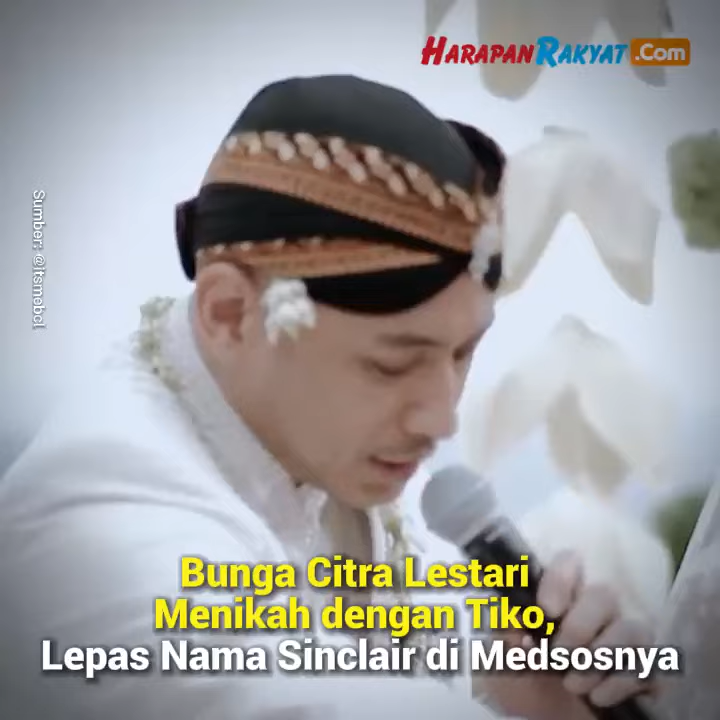 HARAPANRAKYAT.Com
Sumber: @itsmebcl
Bunga Citra Lestari
Menikah dengan Tiko,
Lepas Nama Sinclair di Medsosnya